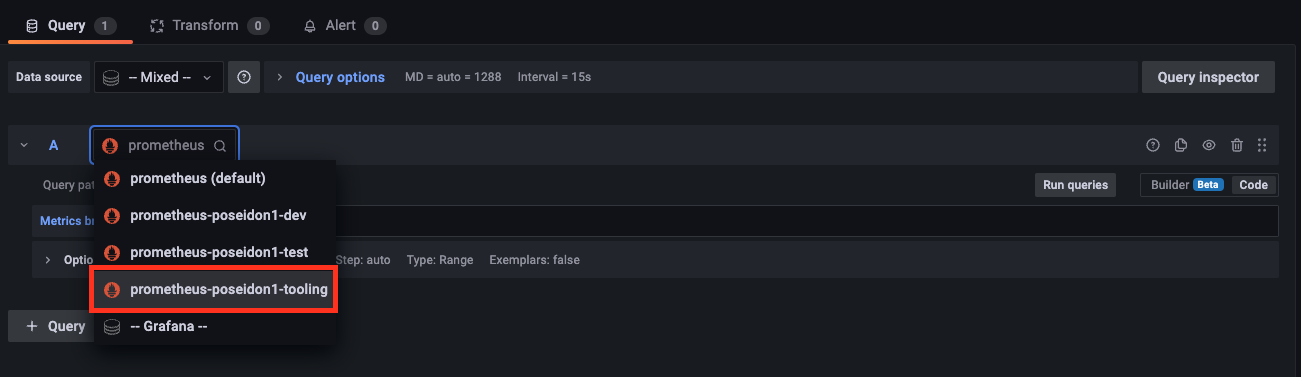 Query 1 Transform 0 Alert 0
Data source -- Mixed -- Query options MD = auto = 1288 Interval = 15s Query inspector
A prometheus
prometheus (default)
Query pat Run queries Builder Beta Code
prometheus-poseidon1-dev
Metrics br
prometheus-poseidon1-test
Optio Step: auto Type: Range Exemplars: false
prometheus-poseidon1-tooling
+ Query -- Grafana --